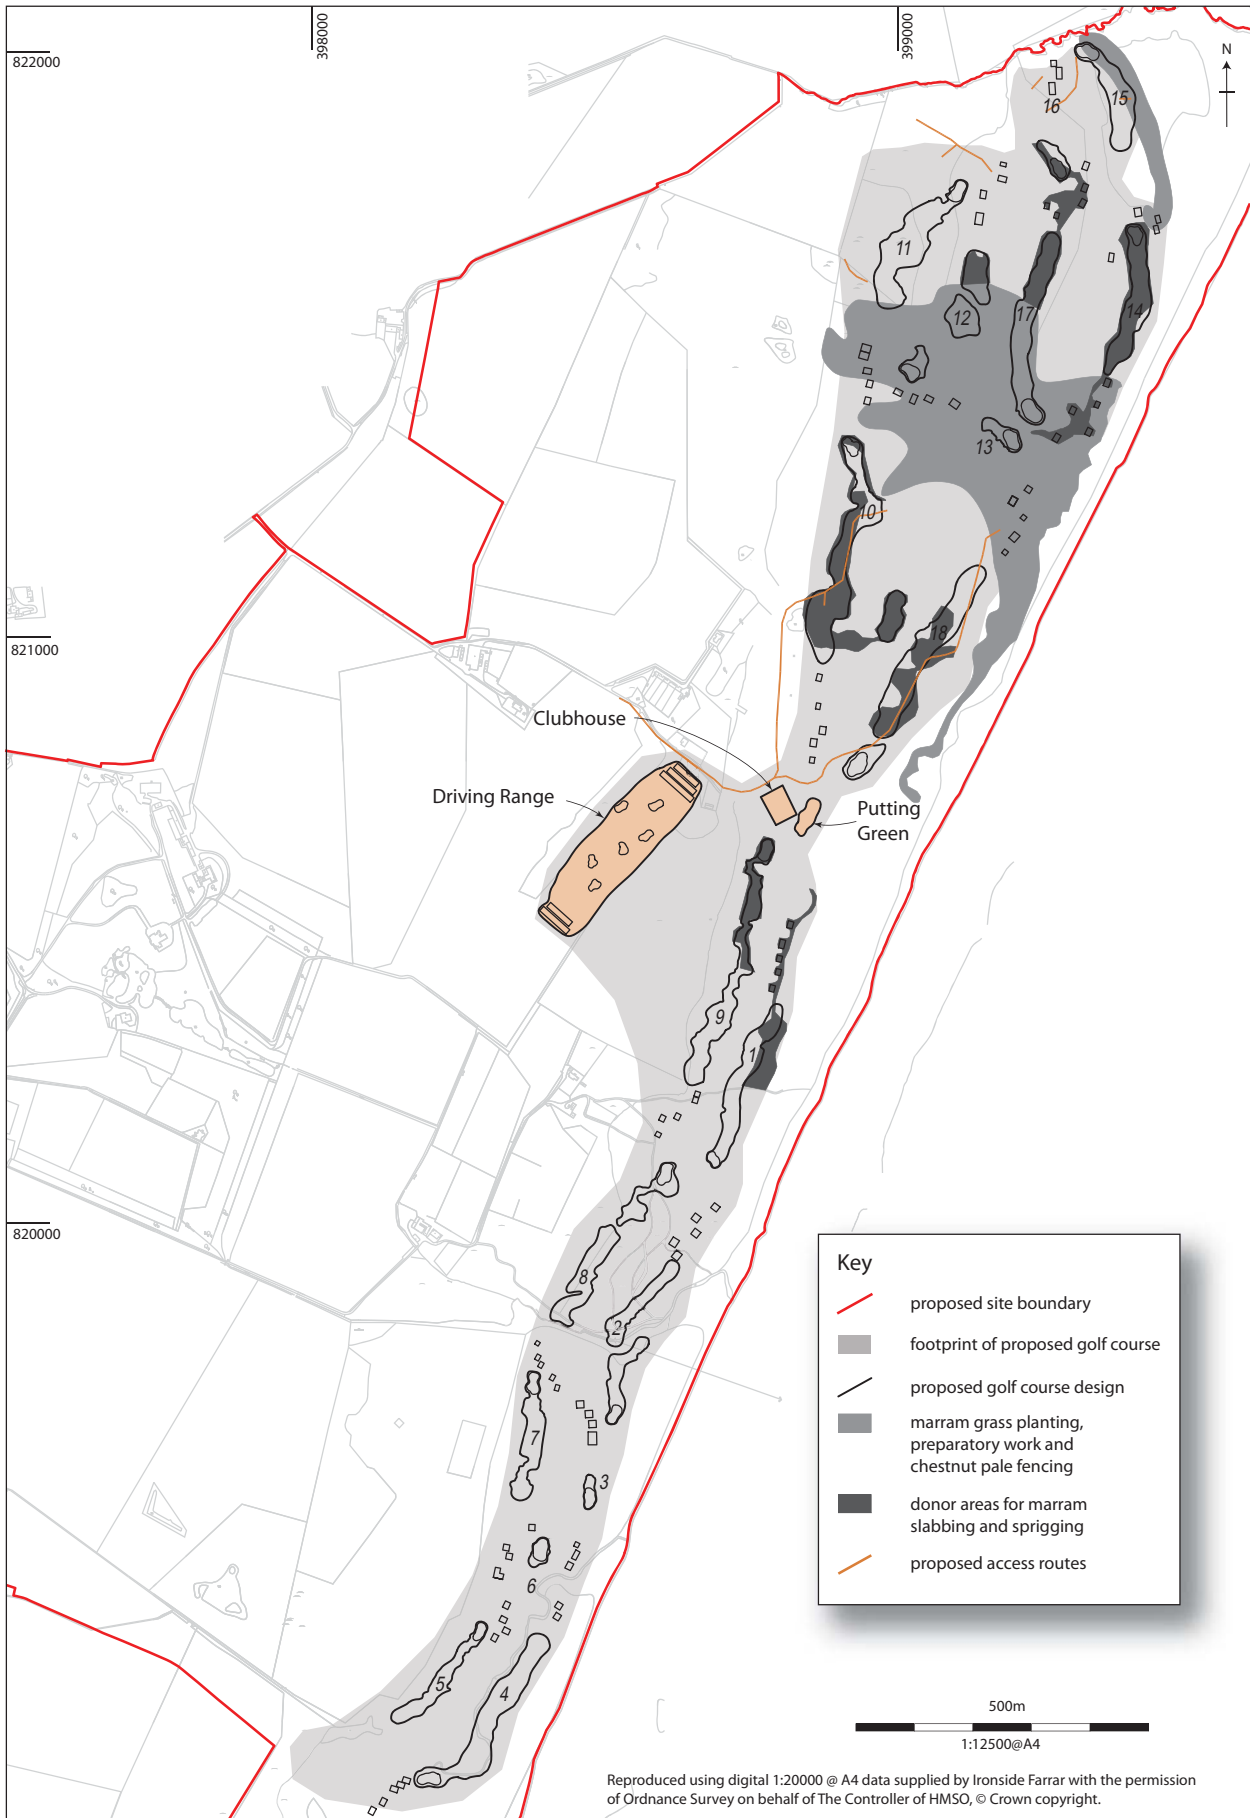 398000
399000
822000
N
16
15
11
12
17
14
13
10
18
821000
Clubhouse
Driving Range
Putting
Green
9
1
820000
8
2
7
3
6
5
4
Key
proposed site boundary
footprint of proposed golf course
proposed golf course design
marram grass planting,
preparatory work and
chestnut pale fencing
donor areas for marram
slabbing and sprigging
proposed access routes
500m
1:12500@A4
Reproduced using digital 1:20000 @ A4 data supplied by Ironside Farrar with the permission
of Ordnance Survey on behalf of The Controller of HMSO, © Crown copyright.